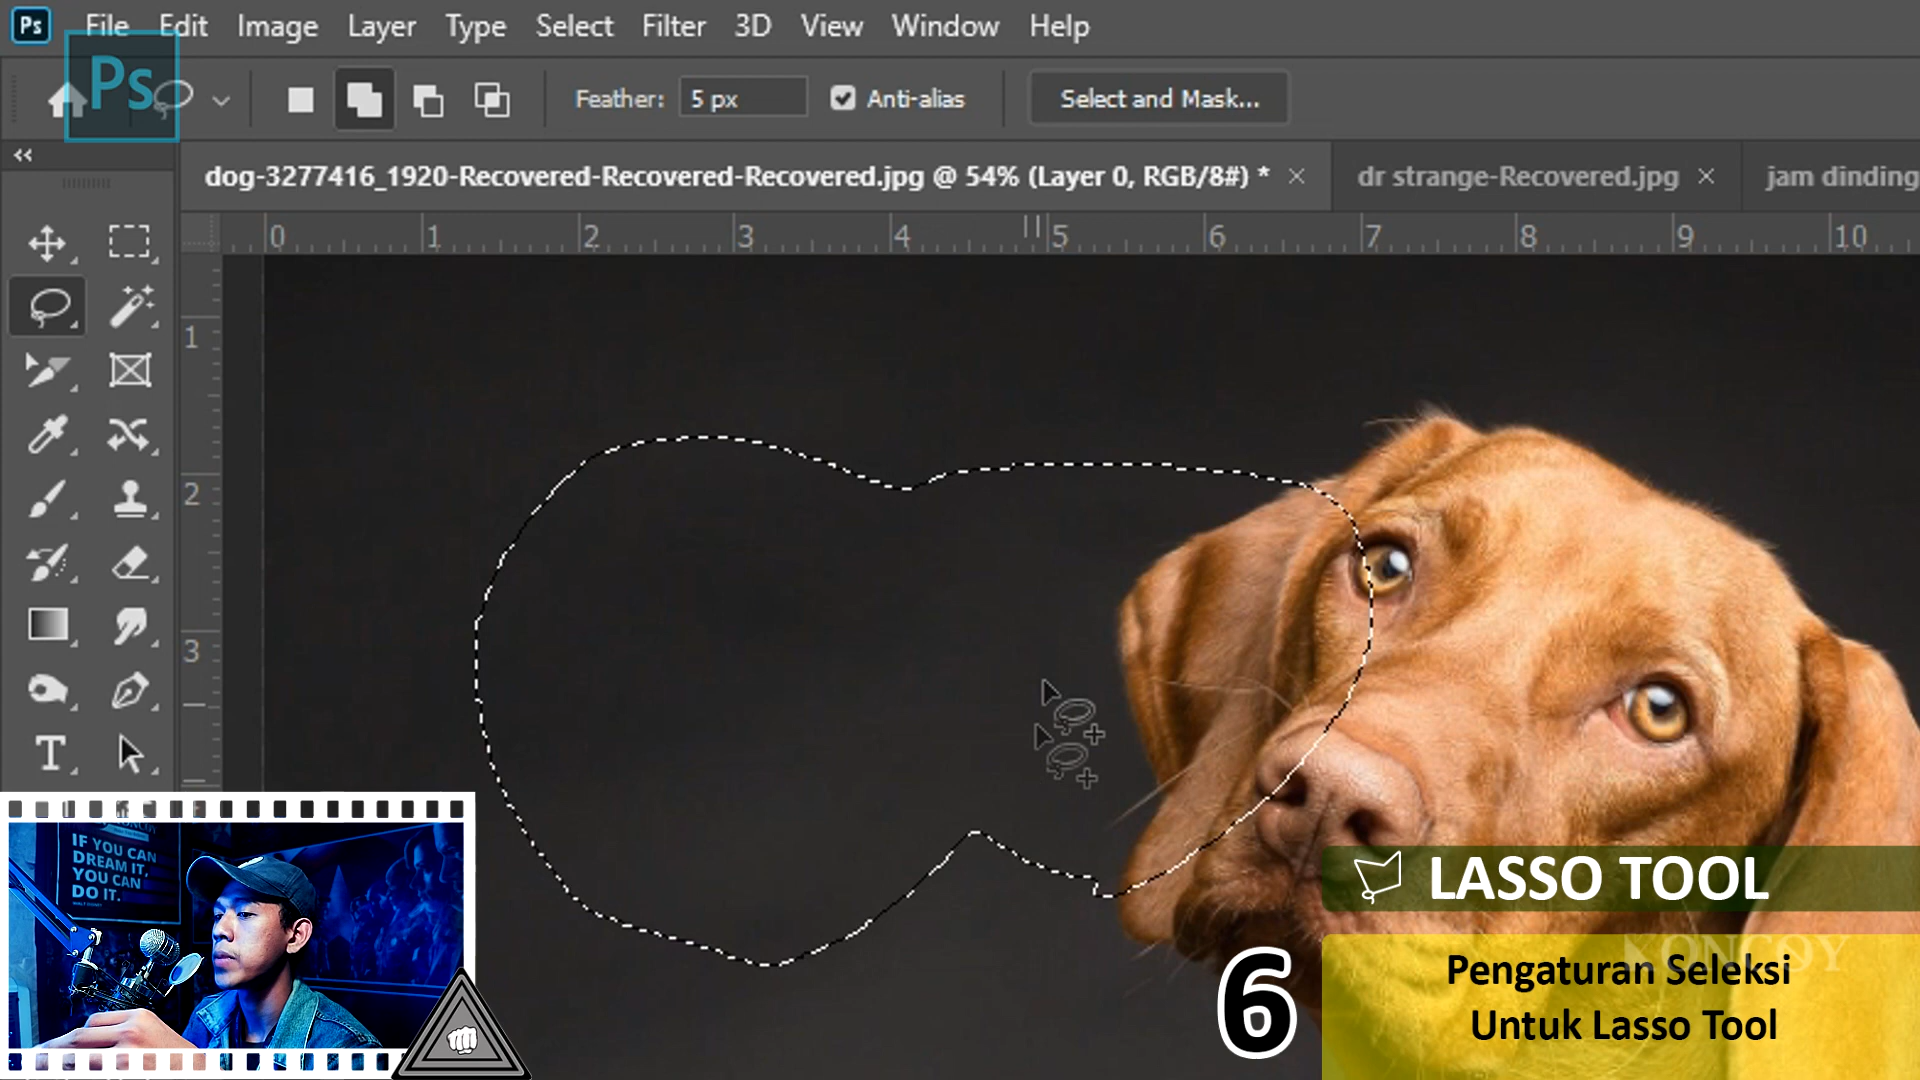 Ps File Edit Image Layer Type Select Filter 3D View Window Help
Ps
Feather: 5 px Anti-alias Select and Mask...
dog-3277416_1920-Recovered-Recovered-Recovered.jpg @ 54% (Layer 0, RGB/8#) * × dr strange-Recovered.jpg × jam dinding
0 1 2 3 4 5 6 7 8 9 10
1
2
3
T
IF YOU CAN
DREAM IT,
YOU CAN
DO IT.
LASSO TOOL
6
Pengaturan Seleksi
Untuk Lasso Tool